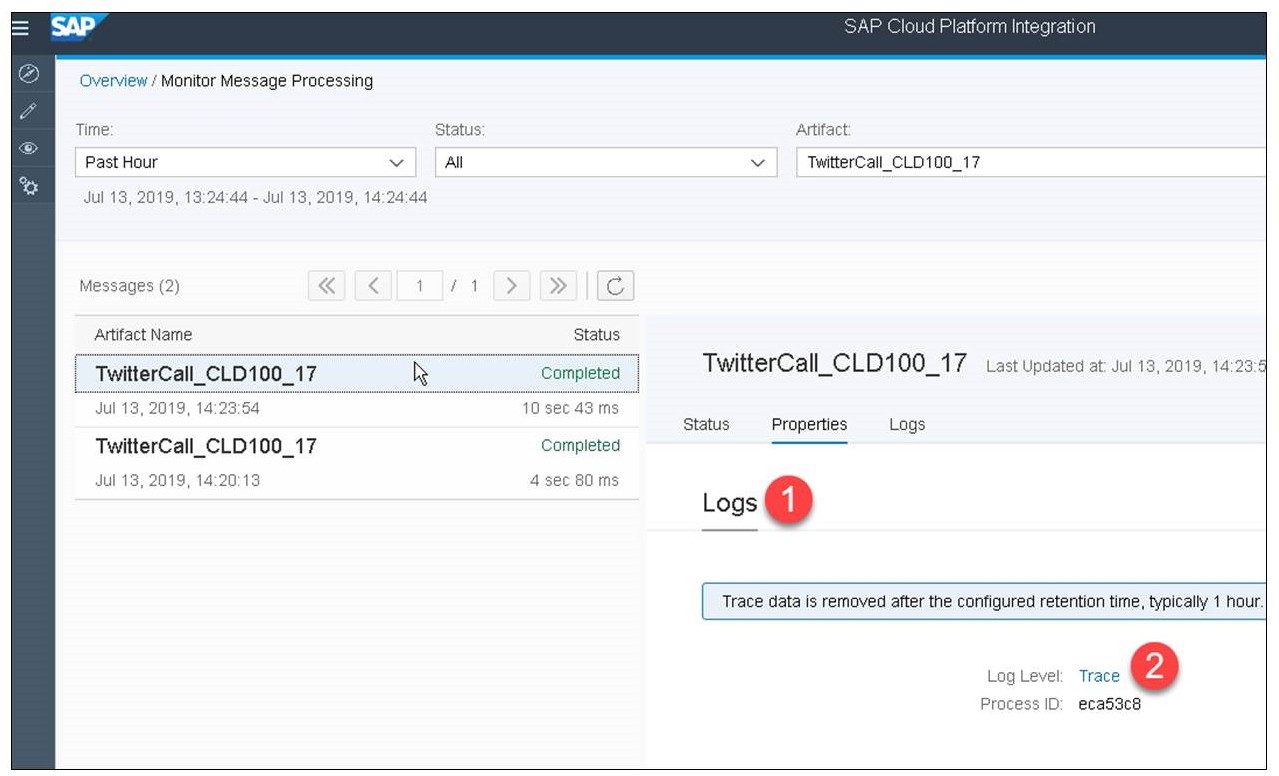 SAP
SAP Cloud Platform Integration
Overview / Monitor Message Processing
Time:
Status:
Artifact:
Past Hour
All
TwitterCall_CLD100_17
Jul 13, 2019, 13:24:44 - Jul 13, 2019, 14:24:44
Messages (2)
1 / 1
Artifact Name
Status
TwitterCall_CLD100_17
Completed
Jul 13, 2019, 14:23:54
10 sec 43 ms
TwitterCall_CLD100_17
Completed
Jul 13, 2019, 14:20:13
4 sec 80 ms
TwitterCall_CLD100_17
Last Updated at: Jul 13, 2019, 14:23:5
Status
Properties
Logs
Logs
1
Trace data is removed after the configured retention time, typically 1 hour.
Log Level: Trace
2
Process ID: eca53c8